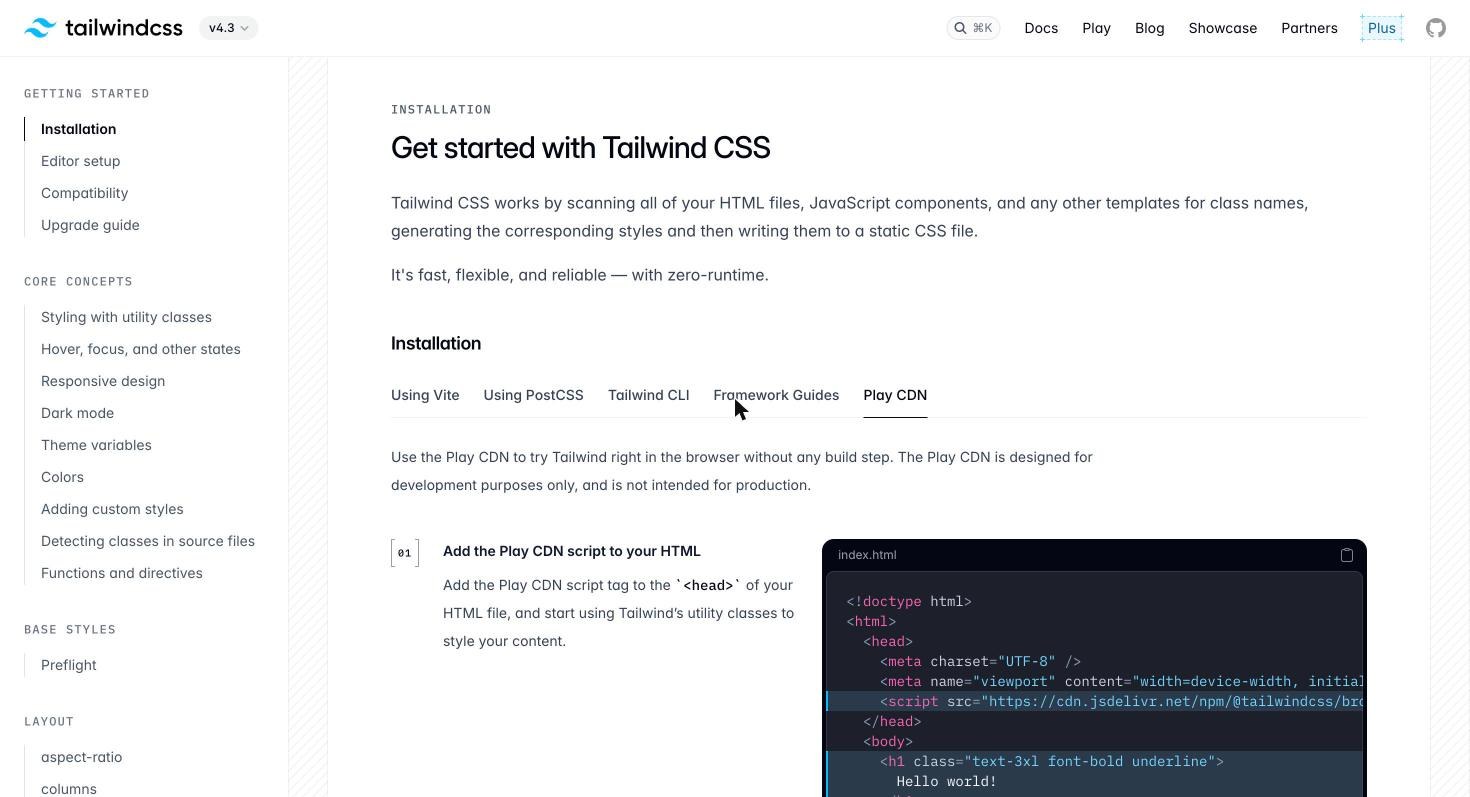 tailwindcss
v4.3
⌘K
Docs
Play
Blog
Showcase
Partners
Plus
GETTING STARTED
Installation
Editor setup
Compatibility
Upgrade guide
CORE CONCEPTS
Styling with utility classes
Hover, focus, and other states
Responsive design
Dark mode
Theme variables
Colors
Adding custom styles
Detecting classes in source files
Functions and directives
BASE STYLES
Preflight
LAYOUT
aspect-ratio
columns
INSTALLATION
Get started with Tailwind CSS
Tailwind CSS works by scanning all of your HTML files, JavaScript components, and any other templates for class names,
generating the corresponding styles and then writing them to a static CSS file.
It's fast, flexible, and reliable — with zero-runtime.
Installation
Using Vite
Using PostCSS
Tailwind CLI
Framework Guides
Play CDN
Use the Play CDN to try Tailwind right in the browser without any build step. The Play CDN is designed for
development purposes only, and is not intended for production.
01
Add the Play CDN script to your HTML
Add the Play CDN script tag to the `<head>` of your
HTML file, and start using Tailwind’s utility classes to
style your content.
index.html
<!doctype html>
<html>
<head>
<meta charset="UTF-8" />
<meta name="viewport" content="width=device-width, initial
<script src="https://cdn.jsdelivr.net/npm/@tailwindcss/bro
</head>
<body>
<h1 class="text-3xl font-bold underline">
Hello world!